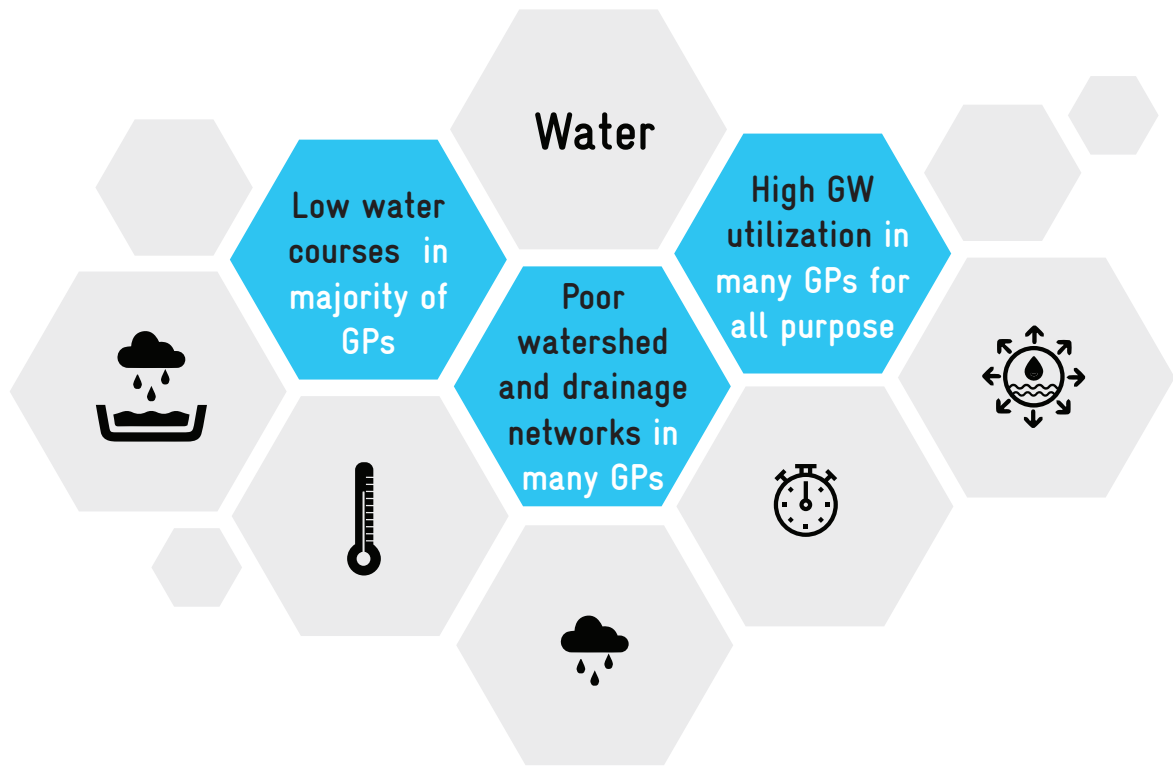 Water
Low water
courses in
majority of
GPs
Poor
watershed
and drainage
networks in
many GPs
High GW
utilization in
many GPs for
all purpose